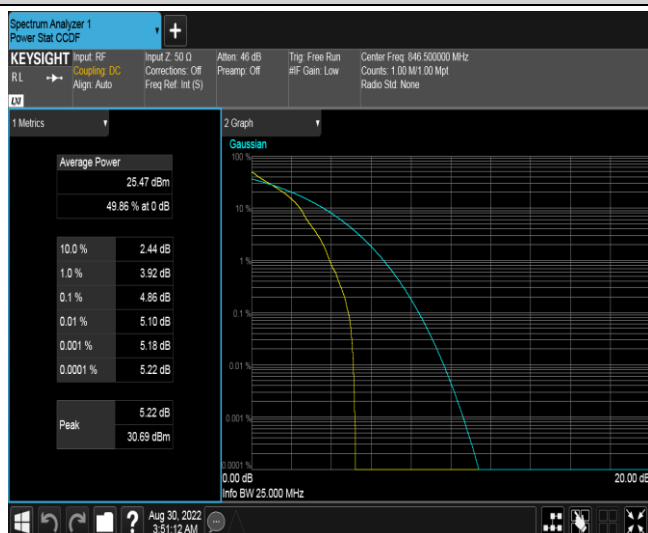 Spectrum Analyzer 1
Power Stat CCDF
+
KEYSIGHT
RL
Input: RF
Coupling: DC
Align: Auto
Input Z: 50 Ω
Corrections: Off
Freq Ref: Int (S)
Atten: 46 dB
Preamp: Off
Trig: Free Run
#IF Gain: Low
Center Freq: 846.500000 MHz
Counts: 1.00 M/1.00 Mpt
Radio Std: None
1 Metrics
Average Power
25.47 dBm
49.86 % at 0 dB
10.0 % 2.44 dB
1.0 % 3.92 dB
0.1 % 4.86 dB
0.01 % 5.10 dB
0.001 % 5.18 dB
0.0001 % 5.22 dB
Peak
5.22 dB
30.69 dBm
2 Graph
Gaussian
100 %
10 %
1 %
0.1 %
0.01 %
0.001 %
0.0001 %
0.00 dB
20.00 dB
Info BW 25.000 MHz
?
Aug 30, 2022
3:51:12 AM